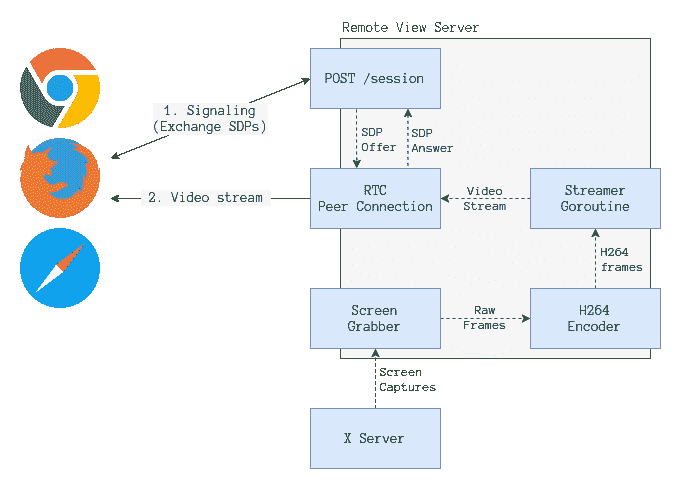 Remote View Server
POST /session
1. Signaling
(Exchange SDPs)
SDP
Offer
SDP
Answer
RTC
Peer Connection
Video
Stream
Streamer
Goroutine
2. Video stream
H264
frames
Screen
Grabber
Raw
Frames
H264
Encoder
Screen
Captures
X Server